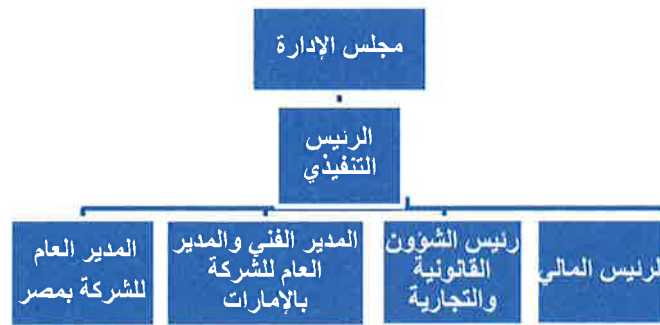 مجلس الإدارة
الرئيس
التنفيذي
لرئيس المالي
رئيس الشؤون
القانونية
والتجارية
المدير الفني والمدير
العام للشركة
بالإمارات
المدير العام
للشركة بمصر